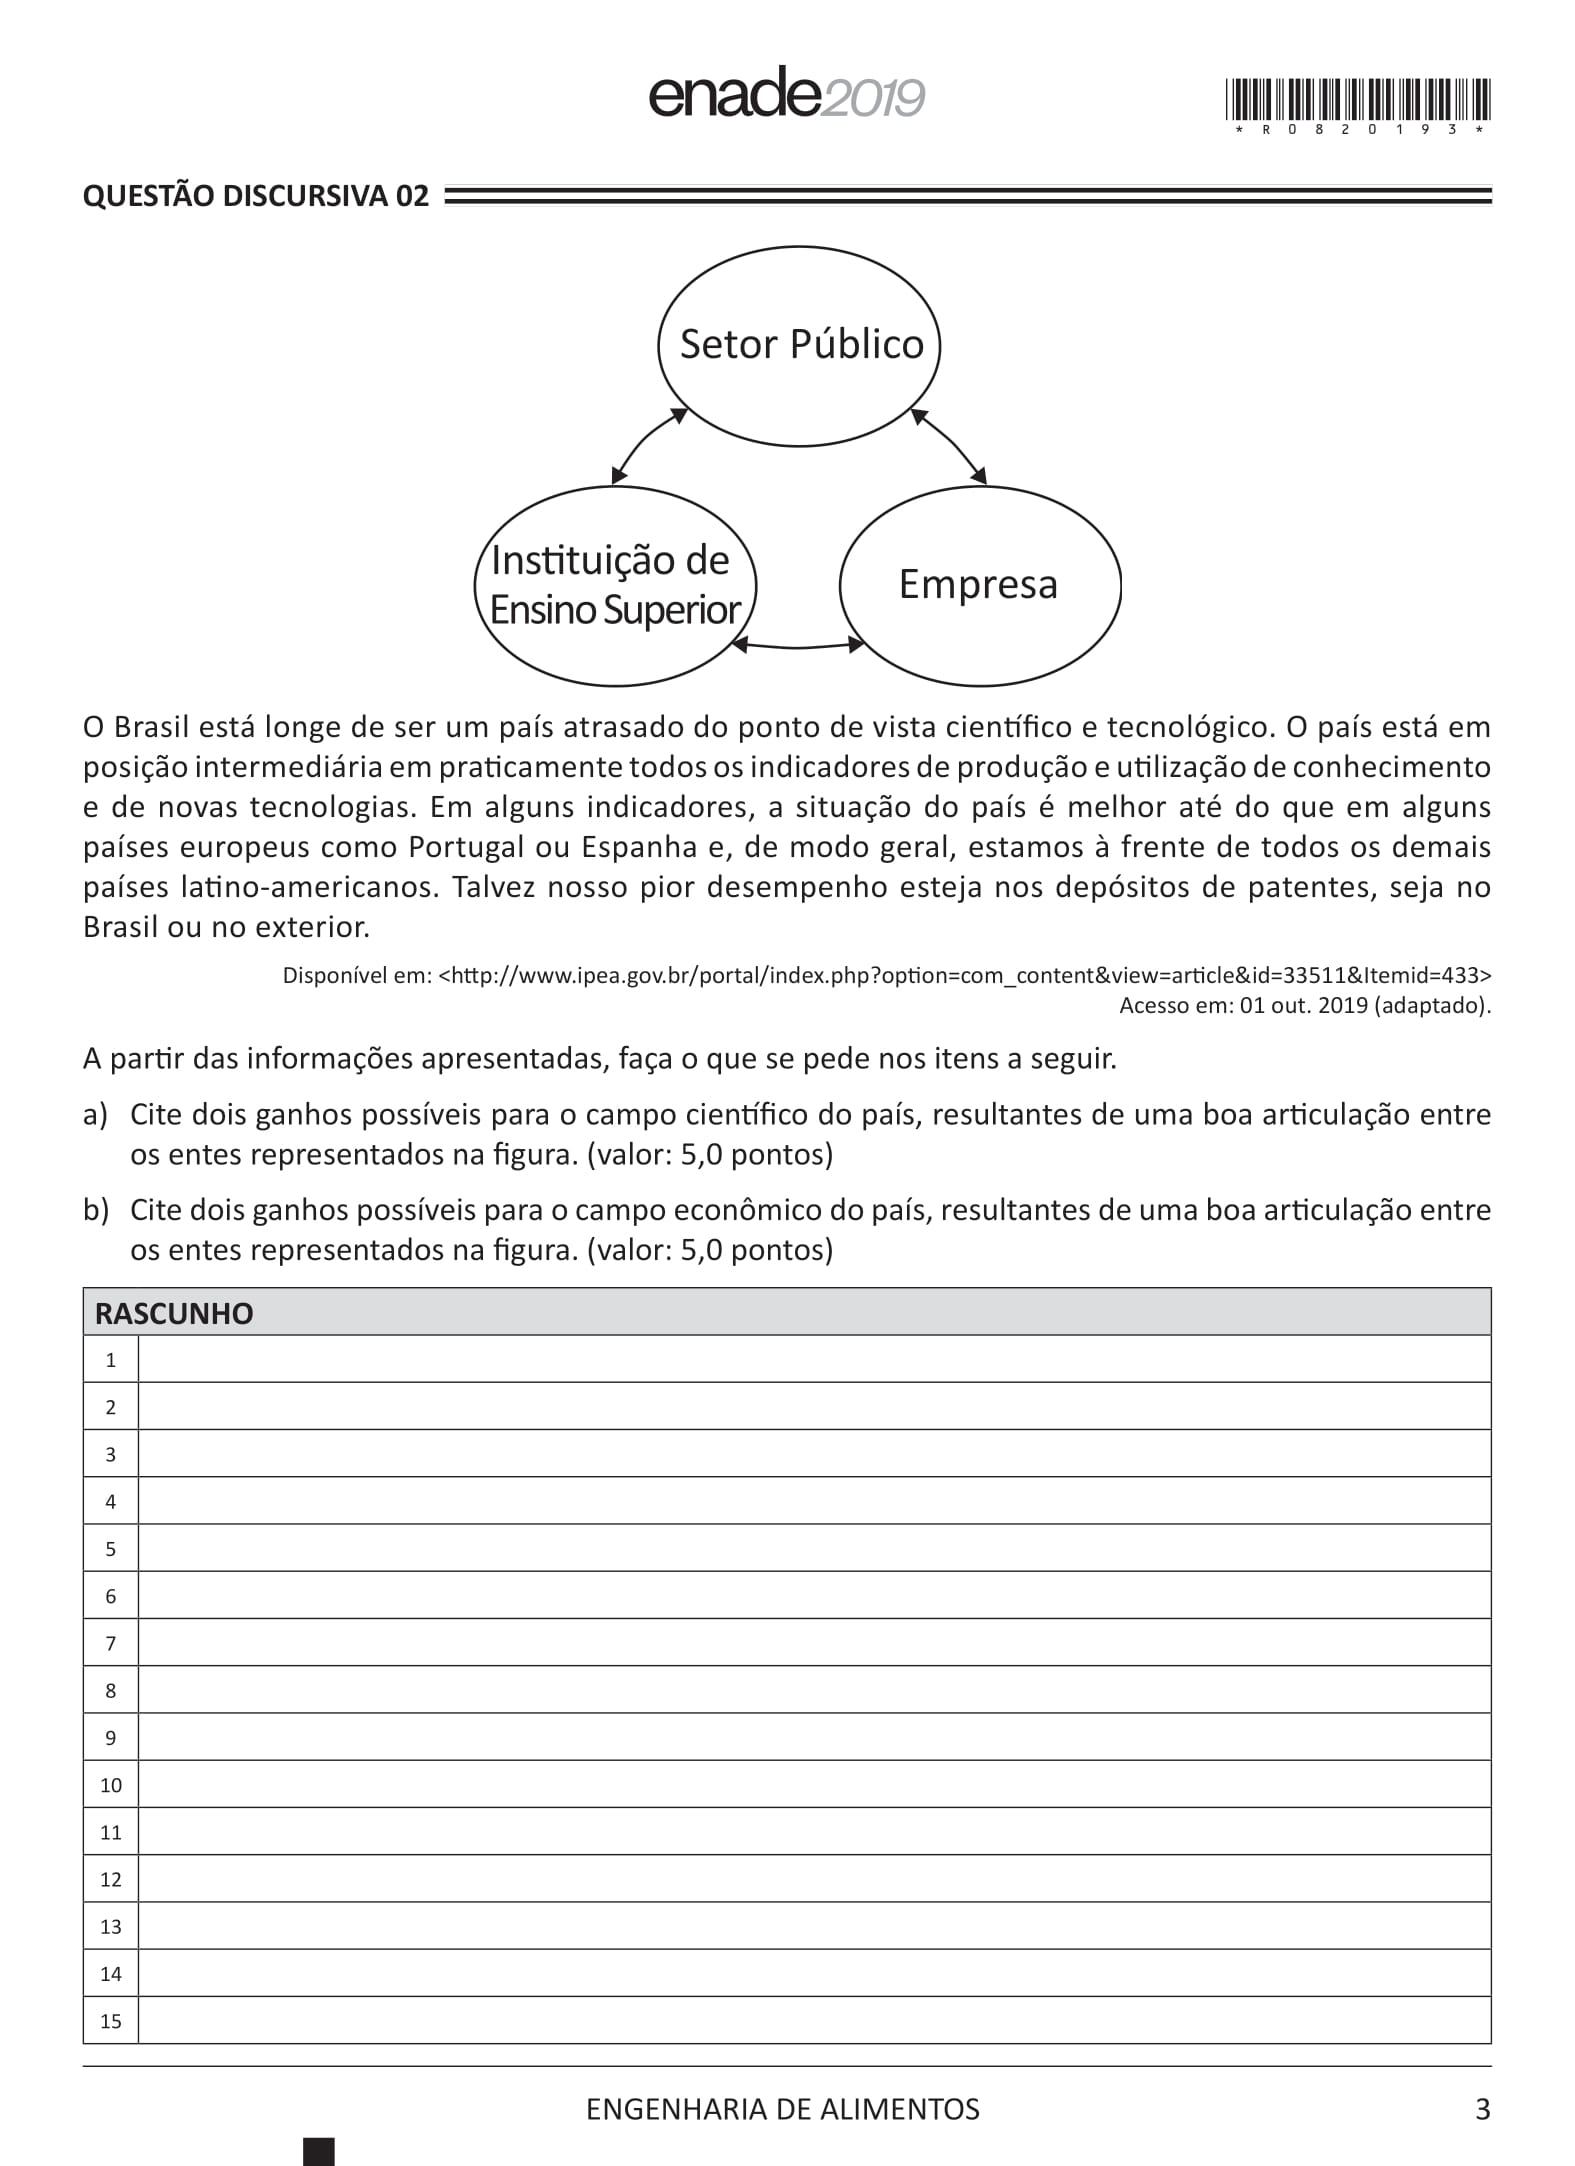 enade2019
*R0820193*
QUESTÃO DISCURSIVA 02
Setor Público
Instituição de
Ensino Superior
Empresa
O Brasil está longe de ser um país atrasado do ponto de vista científico e tecnológico. O país está em
posição intermediária em praticamente todos os indicadores de produção e utilização de conhecimento
e de novas tecnologias. Em alguns indicadores, a situação do país é melhor até do que em alguns
países europeus como Portugal ou Espanha e, de modo geral, estamos à frente de todos os demais
países latino-americanos. Talvez nosso pior desempenho esteja nos depósitos de patentes, seja no
Brasil ou no exterior.
Disponível em: <http://www.ipea.gov.br/portal/index.php?option=com_content&view=article&id=33511&Itemid=433>
Acesso em: 01 out. 2019 (adaptado).
A partir das informações apresentadas, faça o que se pede nos itens a seguir.
a) Cite dois ganhos possíveis para o campo científico do país, resultantes de uma boa articulação entre
os entes representados na figura. (valor: 5,0 pontos)
b) Cite dois ganhos possíveis para o campo econômico do país, resultantes de uma boa articulação entre
os entes representados na figura. (valor: 5,0 pontos)
RASCUNHO
1
2
3
4
5
6
7
8
9
10
11
12
13
14
15
ENGENHARIA DE ALIMENTOS
3